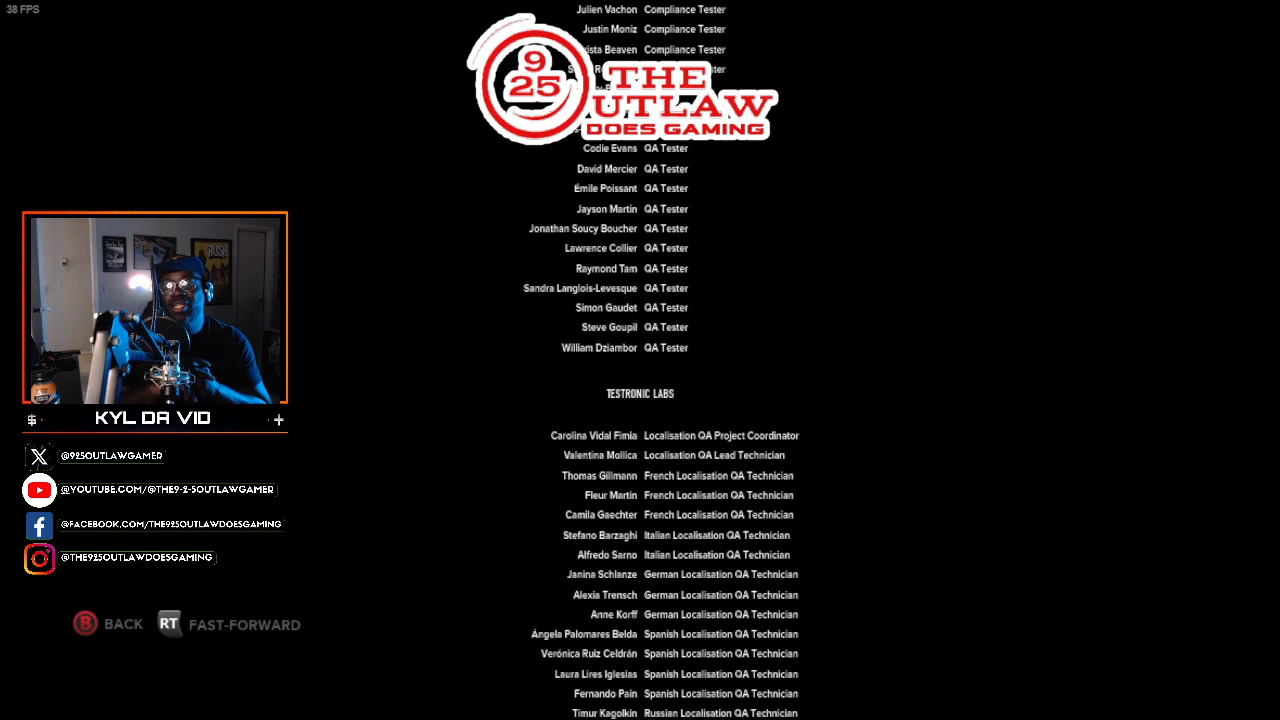 38 FPS
Julien Vachon Compliance Tester
Justin Moniz Compliance Tester
ista Beaven Compliance Tester
9
25
THE
UTLAW
DOES GAMING
Codie Evans QA Tester
David Mercier QA Tester
Émile Poissant QA Tester
Jayson Martin QA Tester
Jonathan Soucy Boucher QA Tester
Lawrence Collier QA Tester
Raymond Tam QA Tester
Sandra Langlois-Levesque QA Tester
Simon Gaudet QA Tester
Steve Goupil QA Tester
William Dziambor QA Tester
TESTRONIC LABS
Carolina Vidal Fimia Localisation QA Project Coordinator
Valentina Mollica Localisation QA Lead Technician
Thomas Gillmann French Localisation QA Technician
Fleur Martin French Localisation QA Technician
Camila Gaechter French Localisation QA Technician
Stefano Barzaghi Italian Localisation QA Technician
Alfredo Sarno Italian Localisation QA Technician
Janina Schlanze German Localisation QA Technician
Alexia Trensch German Localisation QA Technician
Anne Korff German Localisation QA Technician
Ángela Palomares Belda Spanish Localisation QA Technician
Verónica Ruiz Celdrán Spanish Localisation QA Technician
Laura Lires Iglesias Spanish Localisation QA Technician
Fernando Pain Spanish Localisation QA Technician
Timur Kagolkin Russian Localisation QA Technician
RUSH
KYL DA VID
@925OUTLAWGAMER
@YOUTUBE.COM/@THE9-2-5OUTLAWGAMER
@FACEBOOK.COM/THE925OUTLAWDOESGAMING
@THE925OUTLAWDOESGAMING
B BACK RT FAST-FORWARD